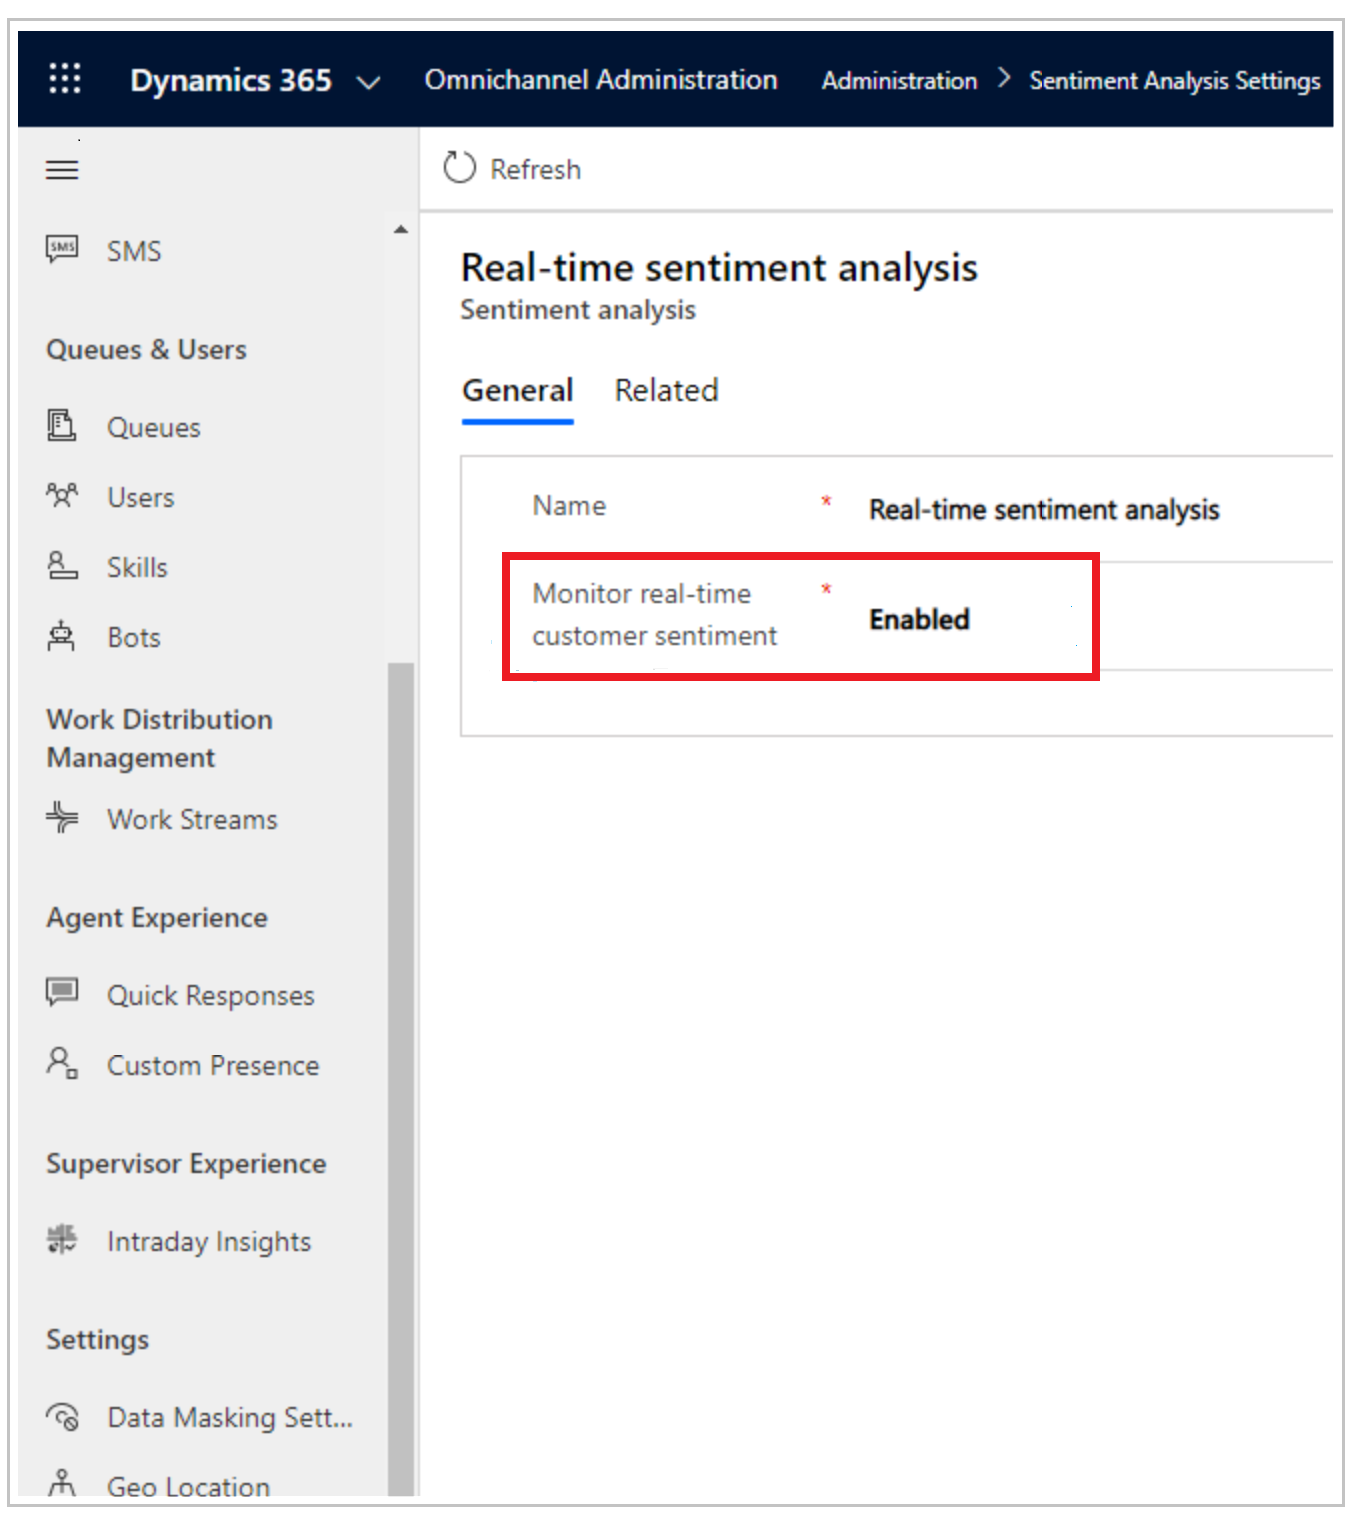 Dynamics 365 Omnichannel Administration Administration > Sentiment Analysis Settings
Refresh
SMS
SMS
Queues & Users
Queues
Users
Skills
Bots
Work Distribution
Management
Work Streams
Agent Experience
Quick Responses
Custom Presence
Supervisor Experience
Intraday Insights
Settings
Data Masking Sett...
Geo Location
Real-time sentiment analysis
Sentiment analysis
General Related
Name * Real-time sentiment analysis
Monitor real-time
customer sentiment * Enabled